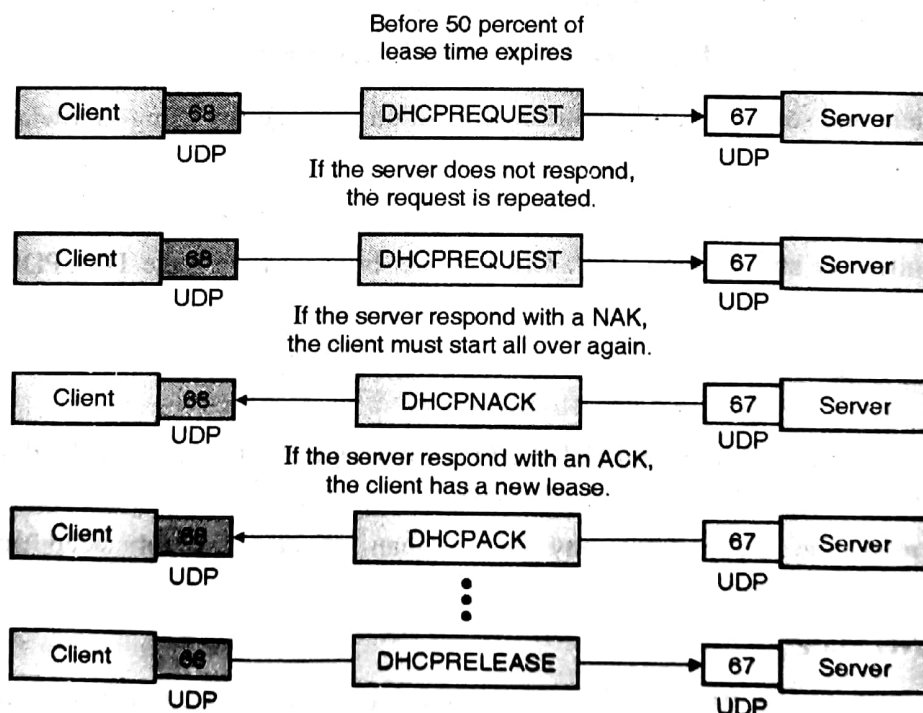 Before 50 percent of
lease time expires
Client 68 DHCPREQUEST 67 Server
UDP UDP
If the server does not respond,
the request is repeated.
Client 68 DHCPREQUEST 67 Server
UDP UDP
If the server respond with a NAK,
the client must start all over again.
Client 68 DHCPNACK 67 Server
UDP UDP
If the server respond with an ACK,
the client has a new lease.
Client 68 DHCPACK 67 Server
UDP UDP
Client 68 DHCPRELEASE 67 Server
UDP UDP